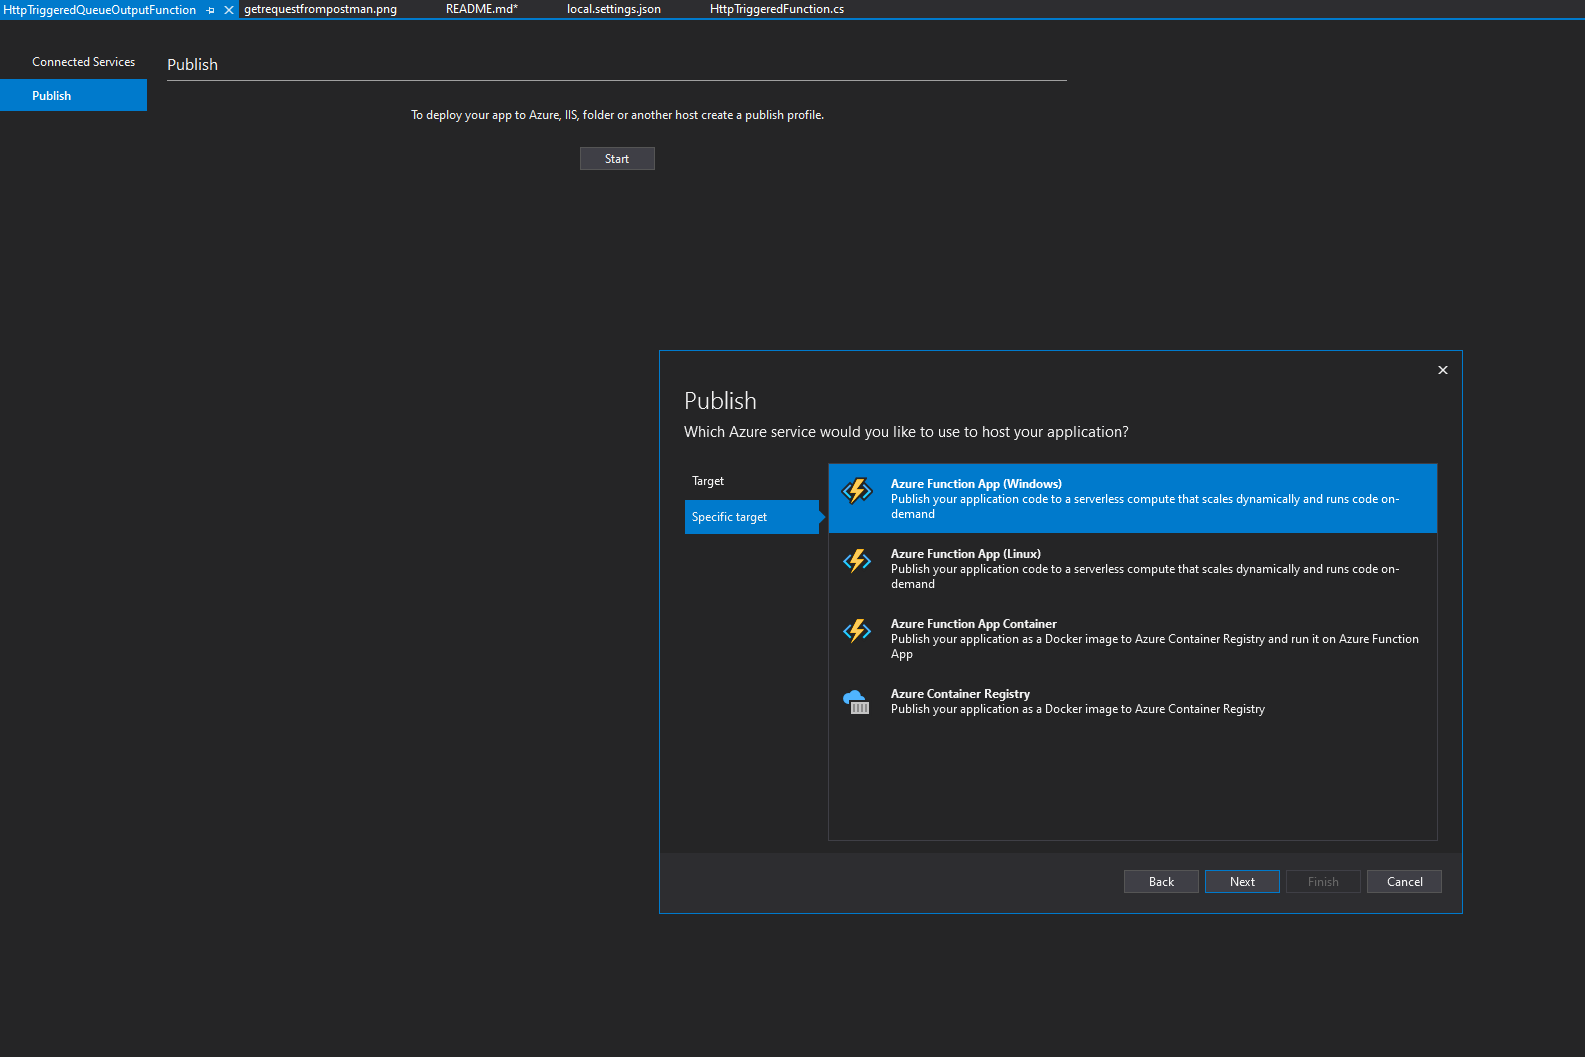 HttpTriggeredQueueOutputFunction
getrequestfrompostman.png
README.md*
local.settings.json
HttpTriggeredFunction.cs
Connected Services
Publish
Publish
To deploy your app to Azure, IIS, folder or another host create a publish profile.
Start
Publish
Which Azure service would you like to use to host your application?
Target
Specific target
Azure Function App (Windows)
Publish your application code to a serverless compute that scales dynamically and runs code on-
demand
Azure Function App (Linux)
Publish your application code to a serverless compute that scales dynamically and runs code on-
demand
Azure Function App Container
Publish your application as a Docker image to Azure Container Registry and run it on Azure Function
App
Azure Container Registry
Publish your application as a Docker image to Azure Container Registry
Back
Next
Finish
Cancel